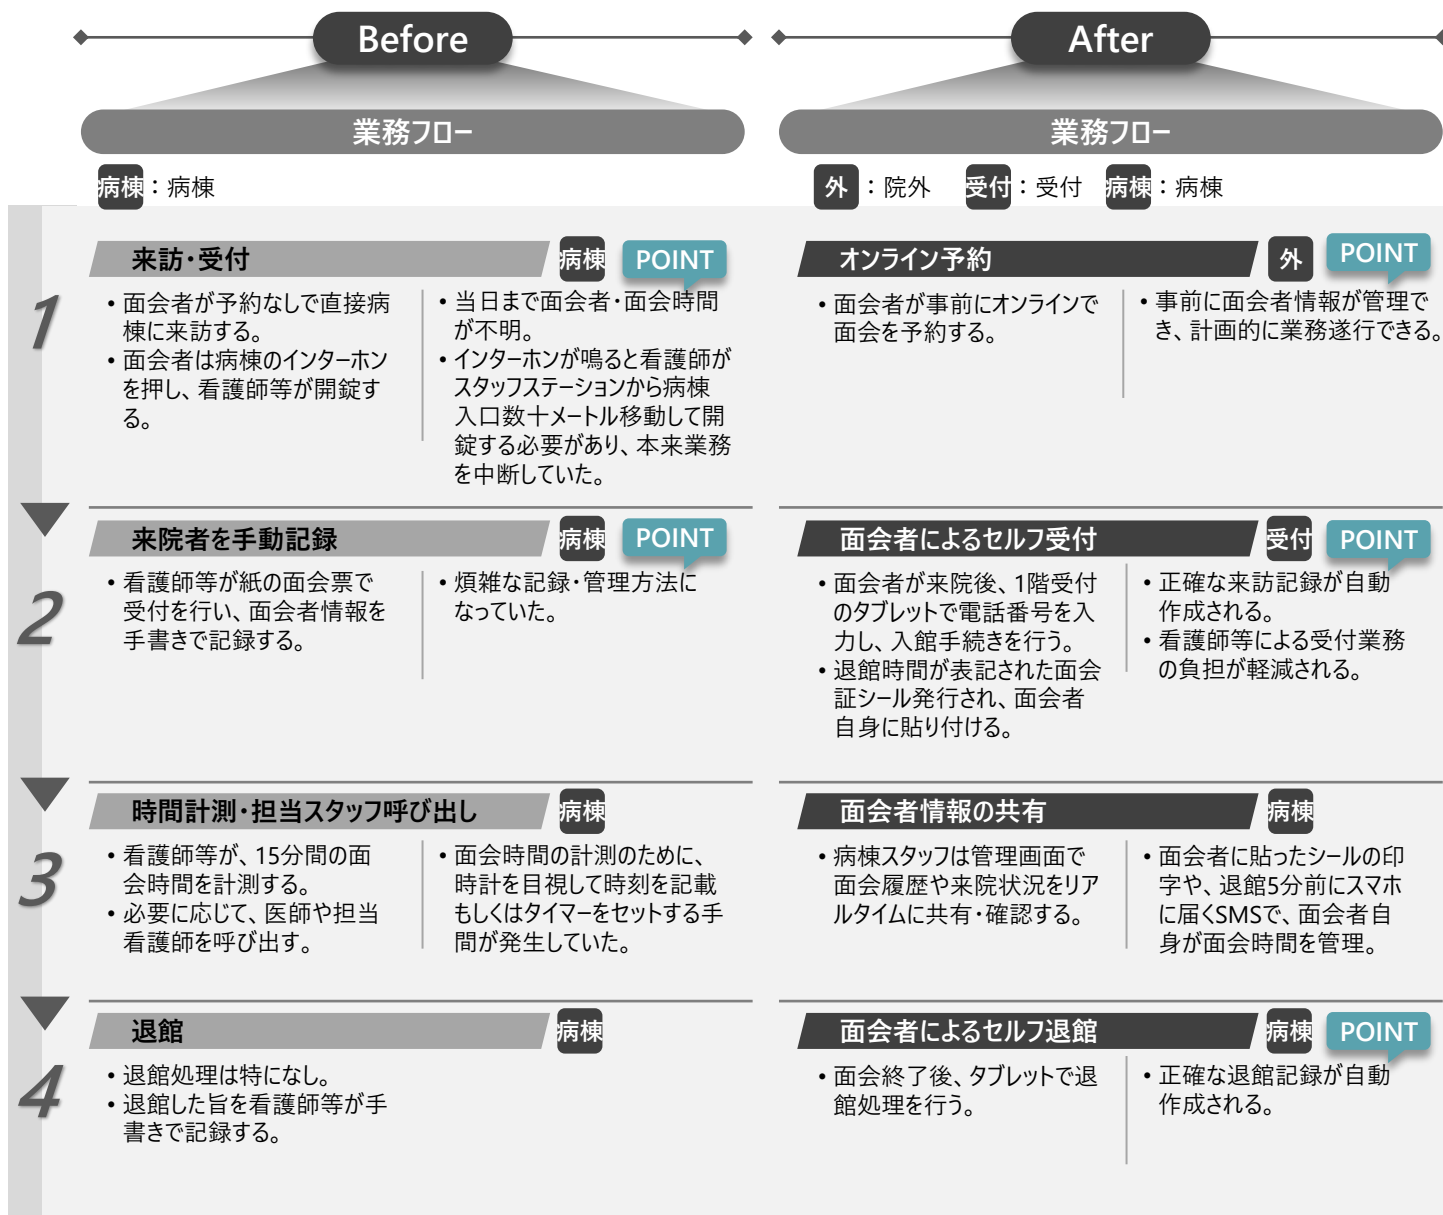 Before
業務フロー
病棟：病棟
After
業務フロー
外：院外 受付：受付 病棟：病棟
1
来訪・受付
病棟
POINT
• 面会者が予約なしで直接病
棟に来訪する。
• 面会者は病棟のインターホン
を押し、看護師等が開錠す
る。
• 当日まで面会者・面会時間
が不明。
• インターホンが鳴ると看護師が
スタッフステーションから病棟
入口数十メートル移動して開
錠する必要があり、本来業務
を中断していた。
オンライン予約
外
POINT
• 面会者が事前にオンラインで
面会を予約する。
• 事前に面会者情報が管理で
き、計画的に業務遂行できる。
2
来院者を手動記録
病棟
POINT
• 看護師等が紙の面会票で
受付を行い、面会者情報を
手書きで記録する。
• 煩雑な記録・管理方法に
なっていた。
面会者によるセルフ受付
受付
POINT
• 面会者が来院後、1階受付
のタブレットで電話番号を入
力し、入館手続きを行う。
• 退館時間が表記された面会
証シール発行され、面会者
自身に貼り付ける。
• 正確な来訪記録が自動
作成される。
• 看護師等による受付業務
の負担が軽減される。
3
時間計測・担当スタッフ呼び出し
病棟
• 看護師等が、15分間の面
会時間を計測する。
• 必要に応じて、医師や担当
看護師を呼び出す。
• 面会時間の計測のために、
時計を目視して時刻を記載
もしくはタイマーをセットする手
間が発生していた。
面会者情報の共有
病棟
• 病棟スタッフは管理画面で
面会履歴や来院状況をリア
ルタイムに共有・確認する。
• 面会者に貼ったシールの印
字や、退館5分前にスマホ
に届くSMSで、面会者自
身が面会時間を管理。
4
退館
病棟
• 退館処理は特になし。
• 退館した旨を看護師等が手
書きで記録する。
面会者によるセルフ退館
病棟
POINT
• 面会終了後、タブレットで退
館処理を行う。
• 正確な退館記録が自動
作成される。